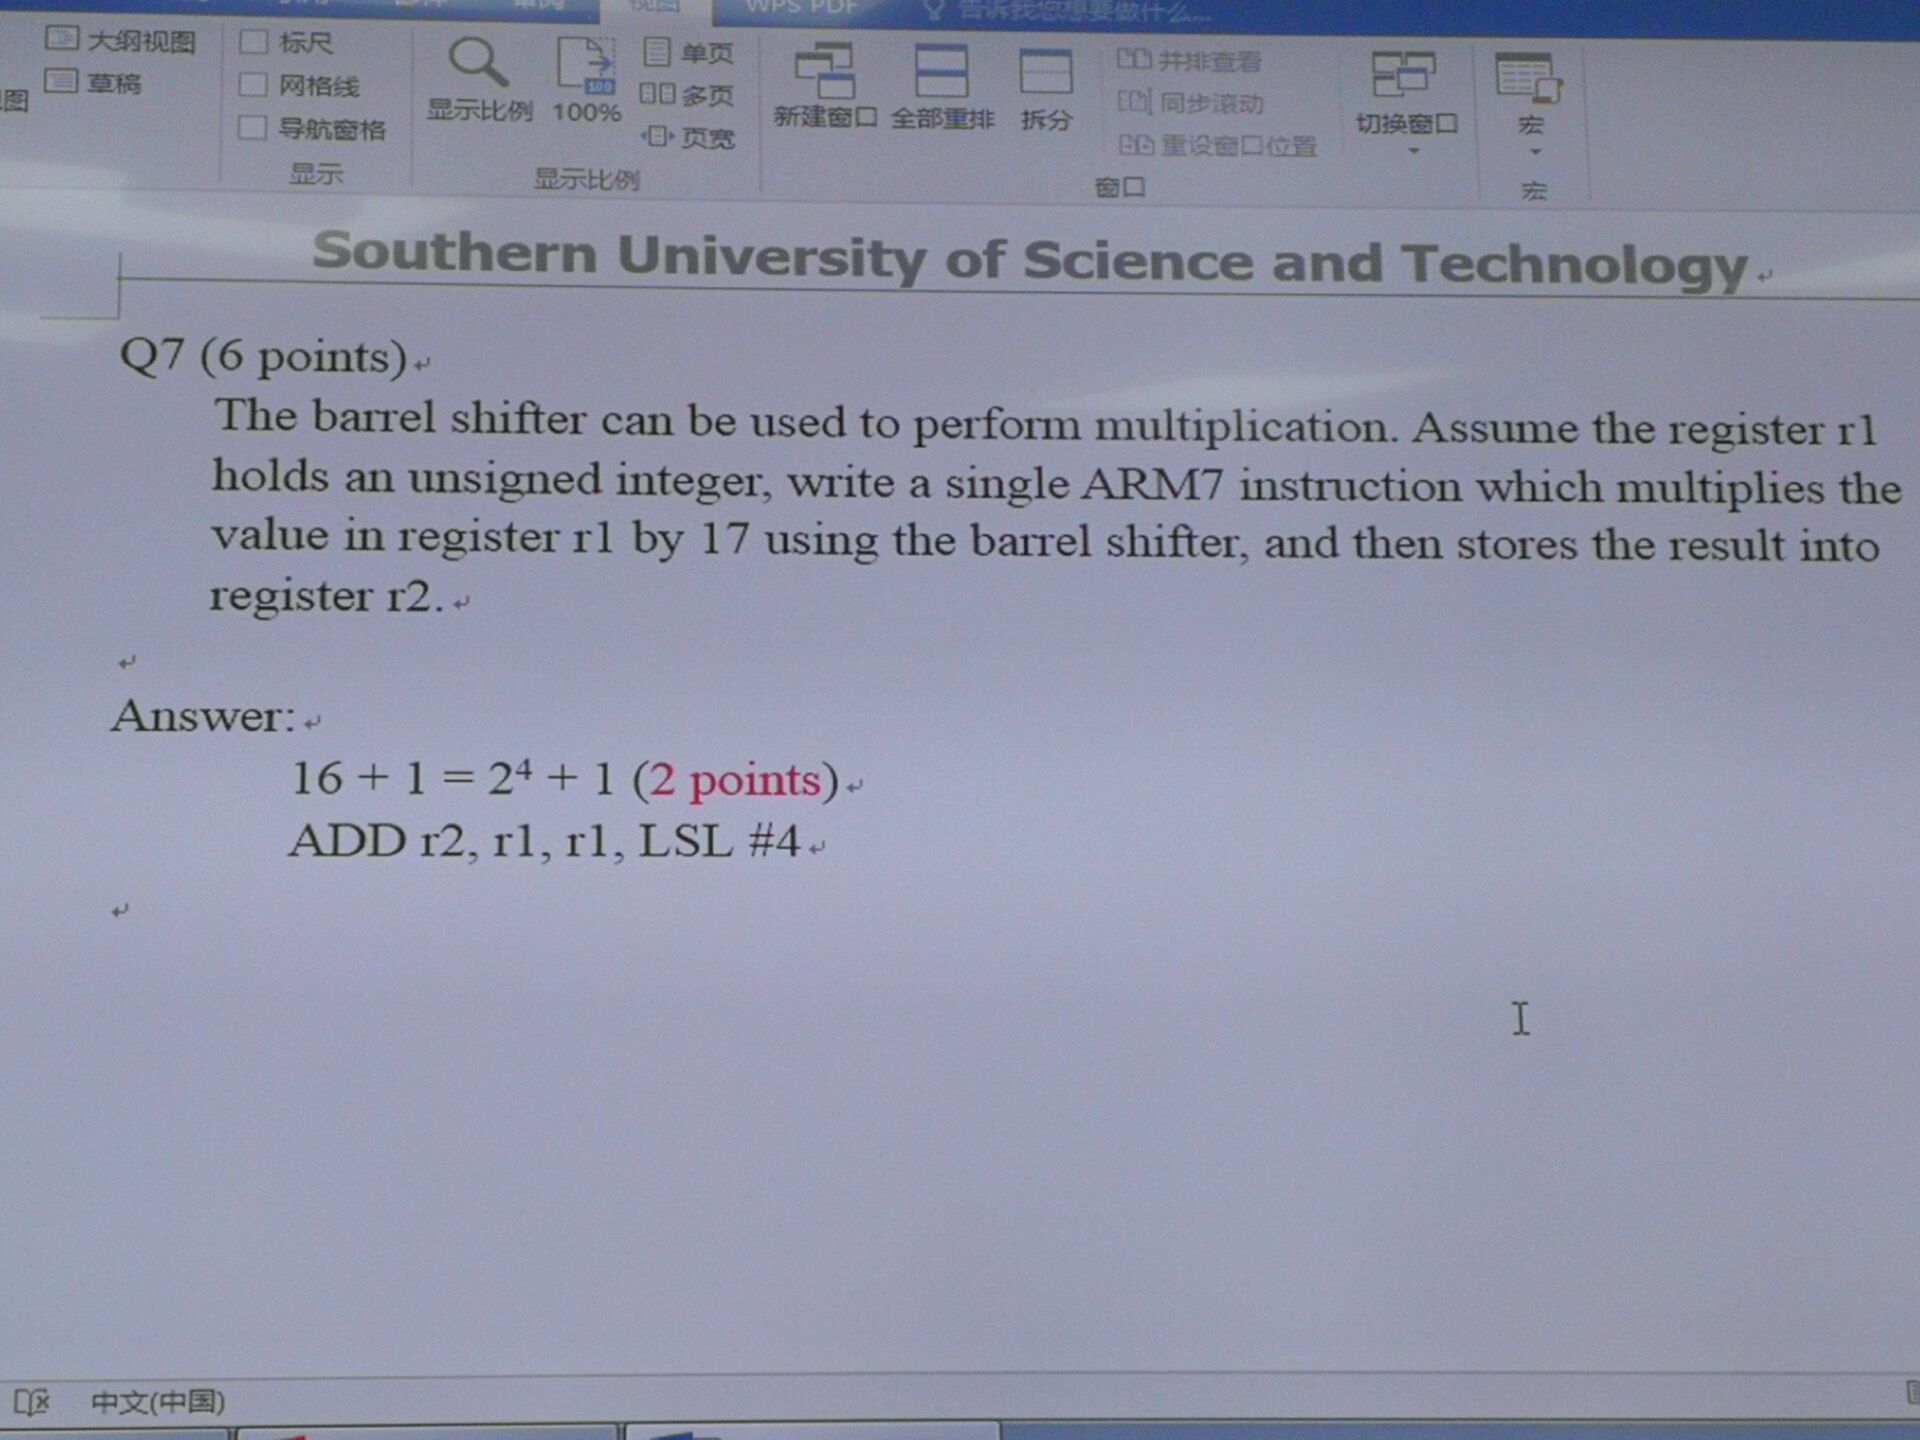 视图
WPS PDF
告诉我您想要做什么...
大纲视图
草稿
图
标尺
网格线
导航窗格
显示
显示比例
100%
单页
多页
页宽
显示比例
新建窗口
全部重排
拆分
并排查看
同步滚动
重设窗口位置
窗口
切换窗口
宏
宏
Southern University of Science and Technology
Q7 (6 points)
The barrel shifter can be used to perform multiplication. Assume the register r1
holds an unsigned integer, write a single ARM7 instruction which multiplies the
value in register r1 by 17 using the barrel shifter, and then stores the result into
register r2.
Answer:
16 + 1 = 2⁴ + 1 (2 points)
ADD r2, r1, r1, LSL #4
中文(中国)